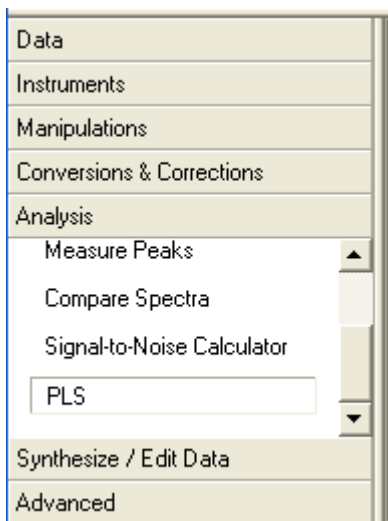 Data
Instruments
Manipulations
Conversions & Corrections
Analysis
Measure Peaks
Compare Spectra
Signal-to-Noise Calculator
PLS
Synthesize / Edit Data
Advanced